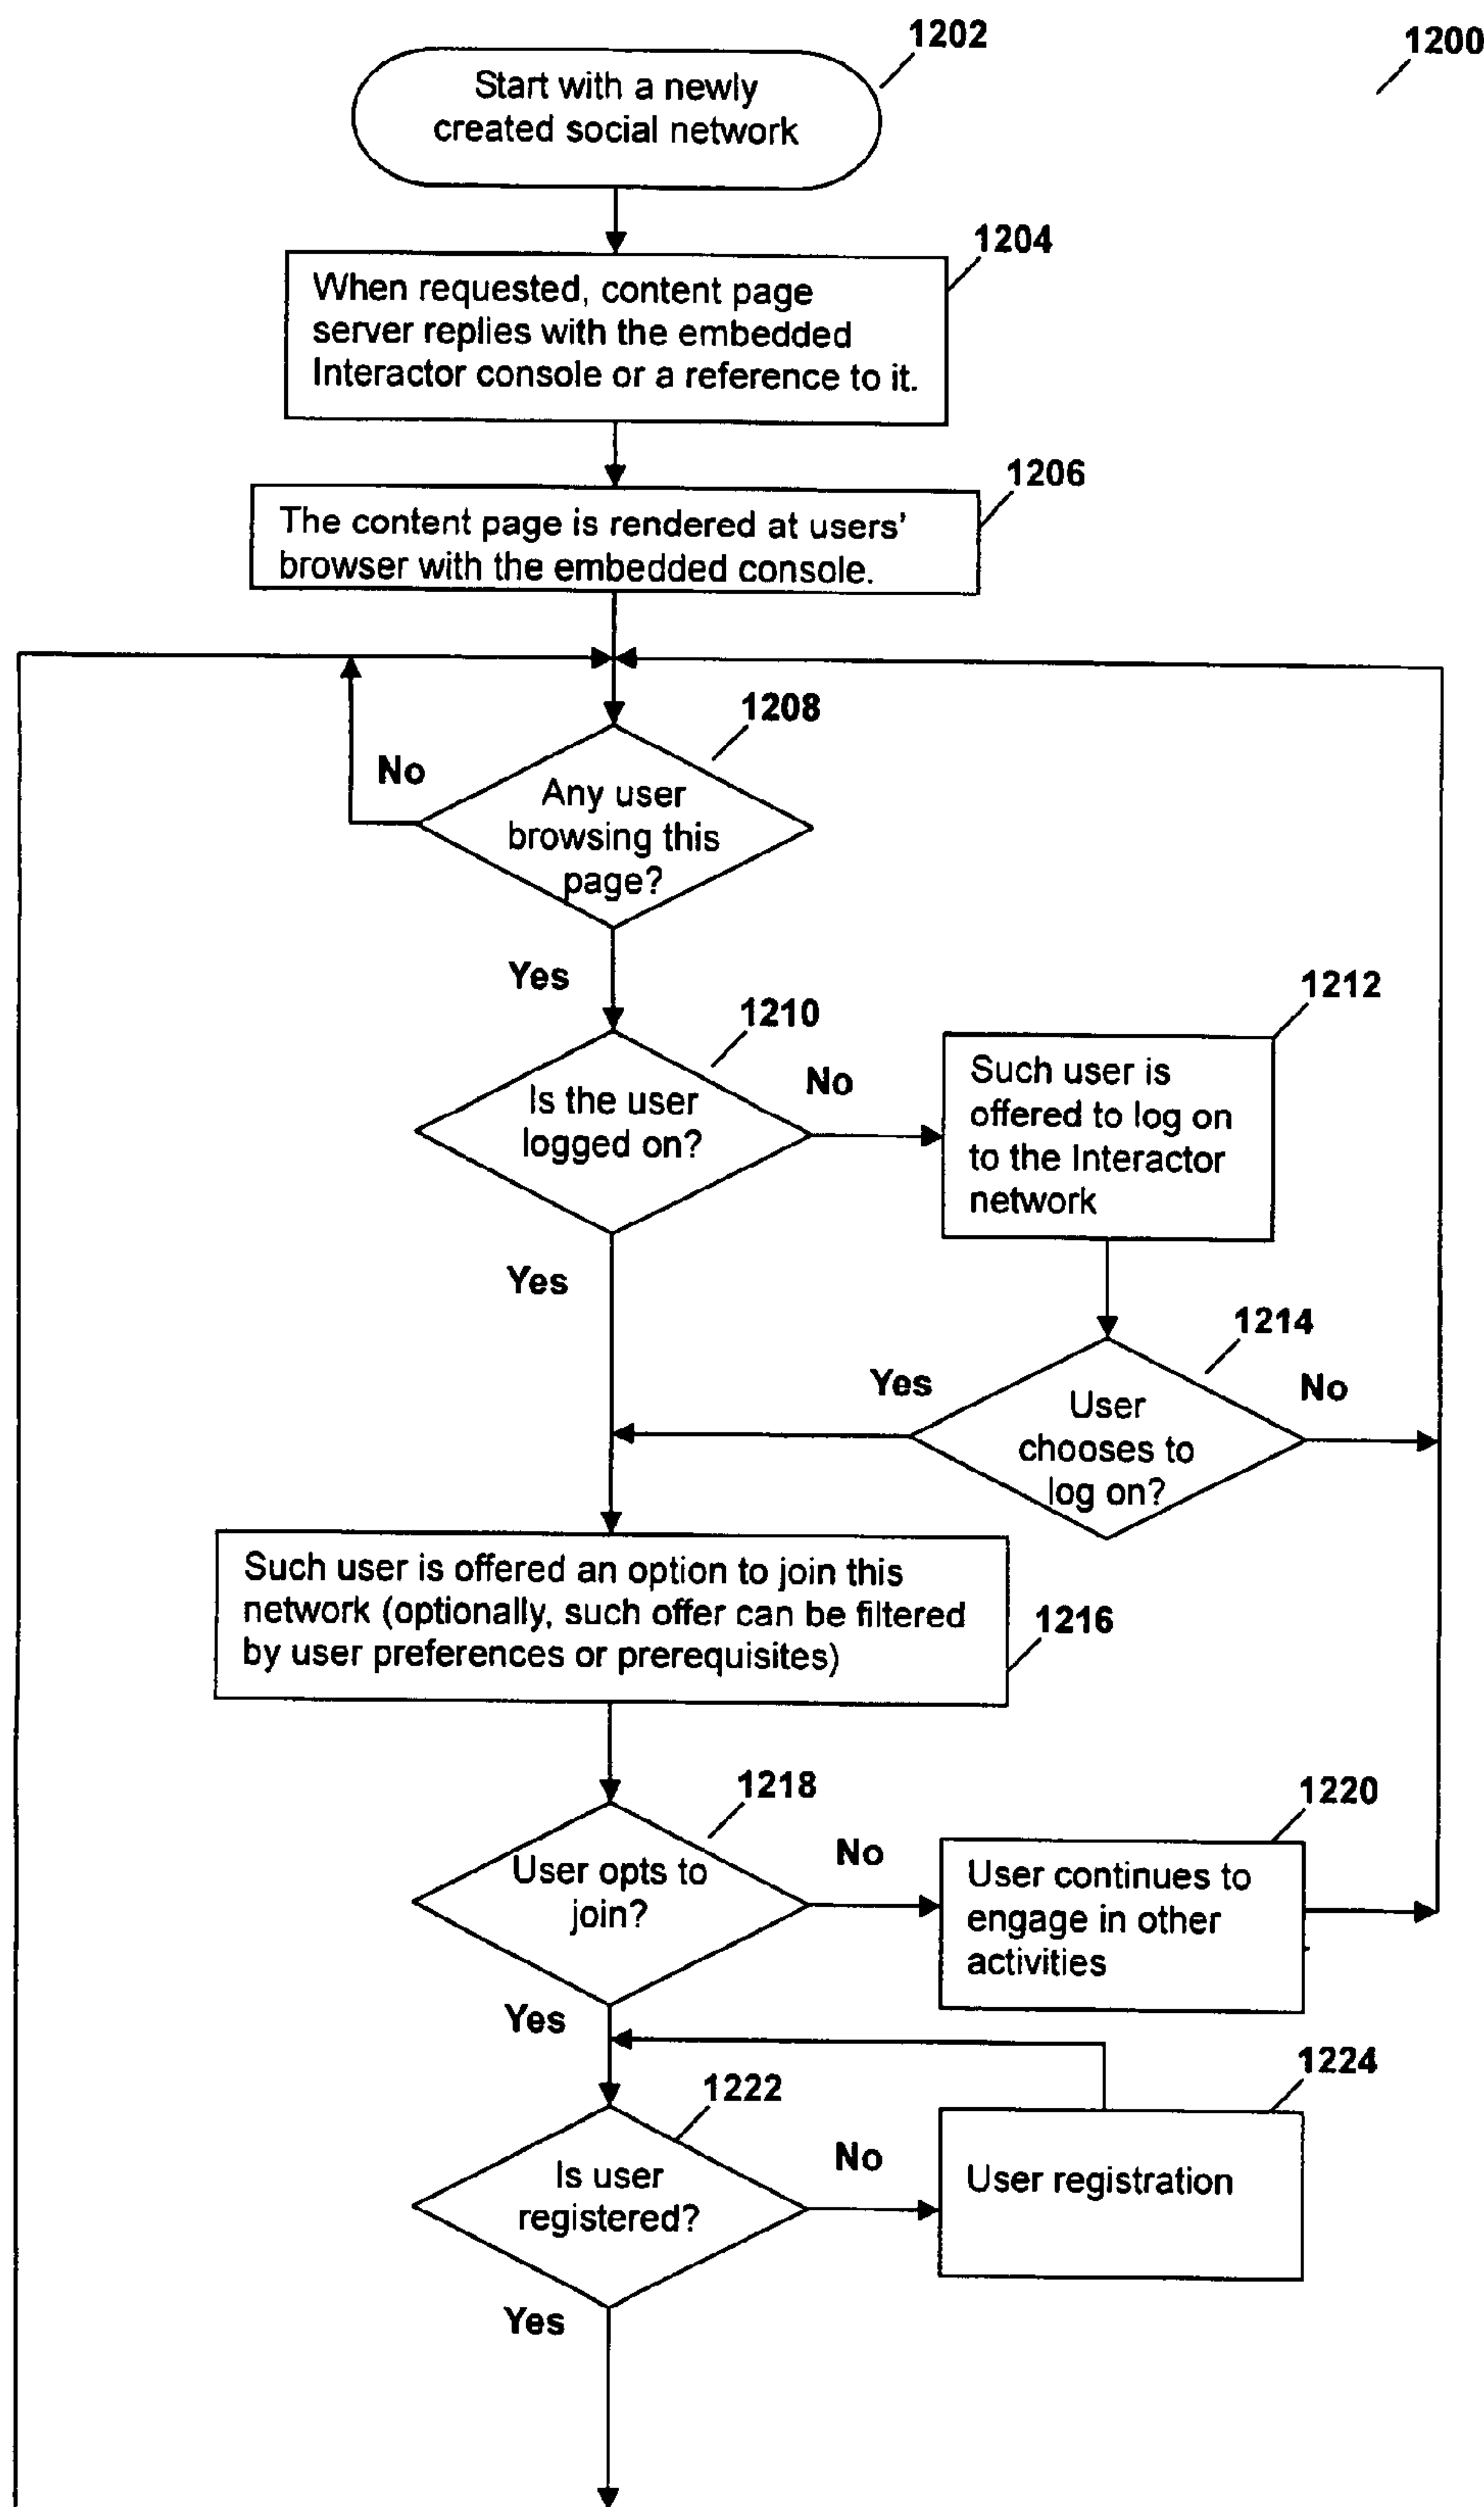 1202
1200
Start with a newly
created social network
1204
When requested, content page
server replies with the embedded
Interactor console or a reference to it.
1206
The content page is rendered at users'
browser with the embedded console.
1208
No
Any user
browsing this
page?
Yes
1210
1212
Is the user
logged on?
No
Such user is
offered to log on
to the Interactor
network
Yes
1214
Yes
No
User
chooses to
log on?
Such user is offered an option to join this
network (optionally, such offer can be filtered
by user preferences or prerequisites)
1216
1218
1220
User opts to
join?
No
User continues to
engage in other
activities
Yes
1222
1224
Is user
registered?
No
User registration
Yes